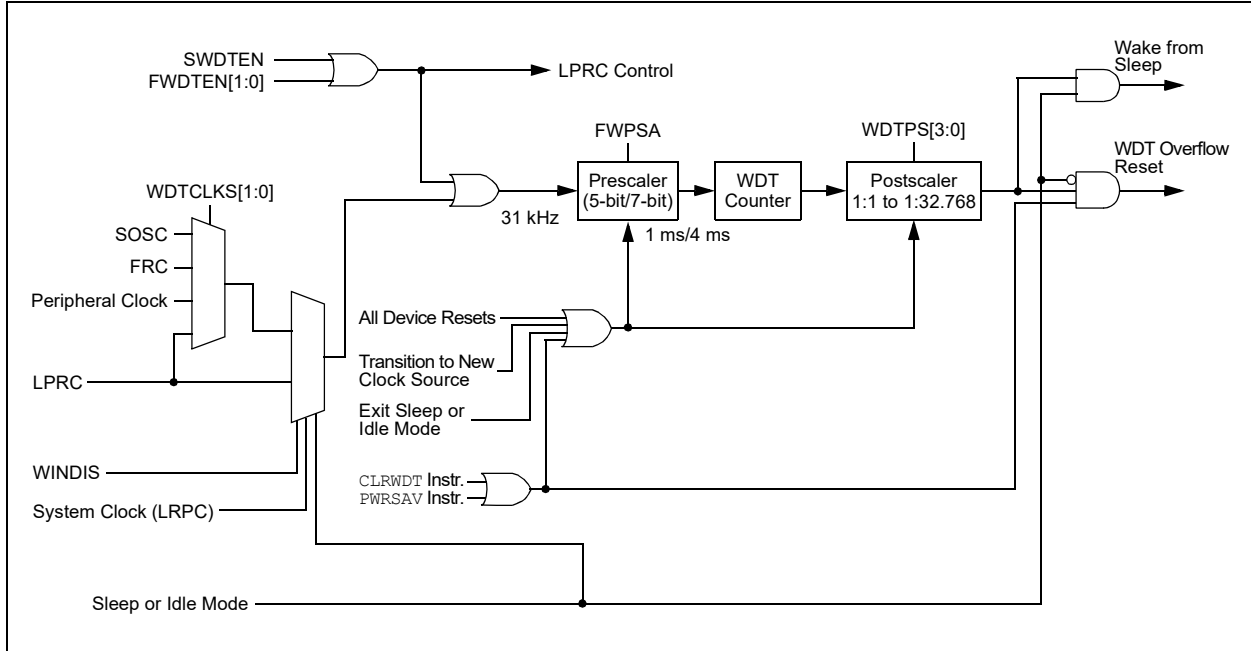 SWDTEN
FWDTEN[1:0]
LPRC Control
Wake from
Sleep
FWPSA
WDTPS[3:0]
WDT Overflow
Reset
WDTCLKS[1:0]
Prescaler
(5-bit/7-bit)
WDT
Counter
Postscaler
1:1 to 1:32.768
31 kHz
1 ms/4 ms
SOSC
FRC
Peripheral Clock
LPRC
All Device Resets
Transition to New
Clock Source
Exit Sleep or
Idle Mode
WINDIS
CLRWDT Instr.
PWRSAV Instr.
System Clock (LRPC)
Sleep or Idle Mode